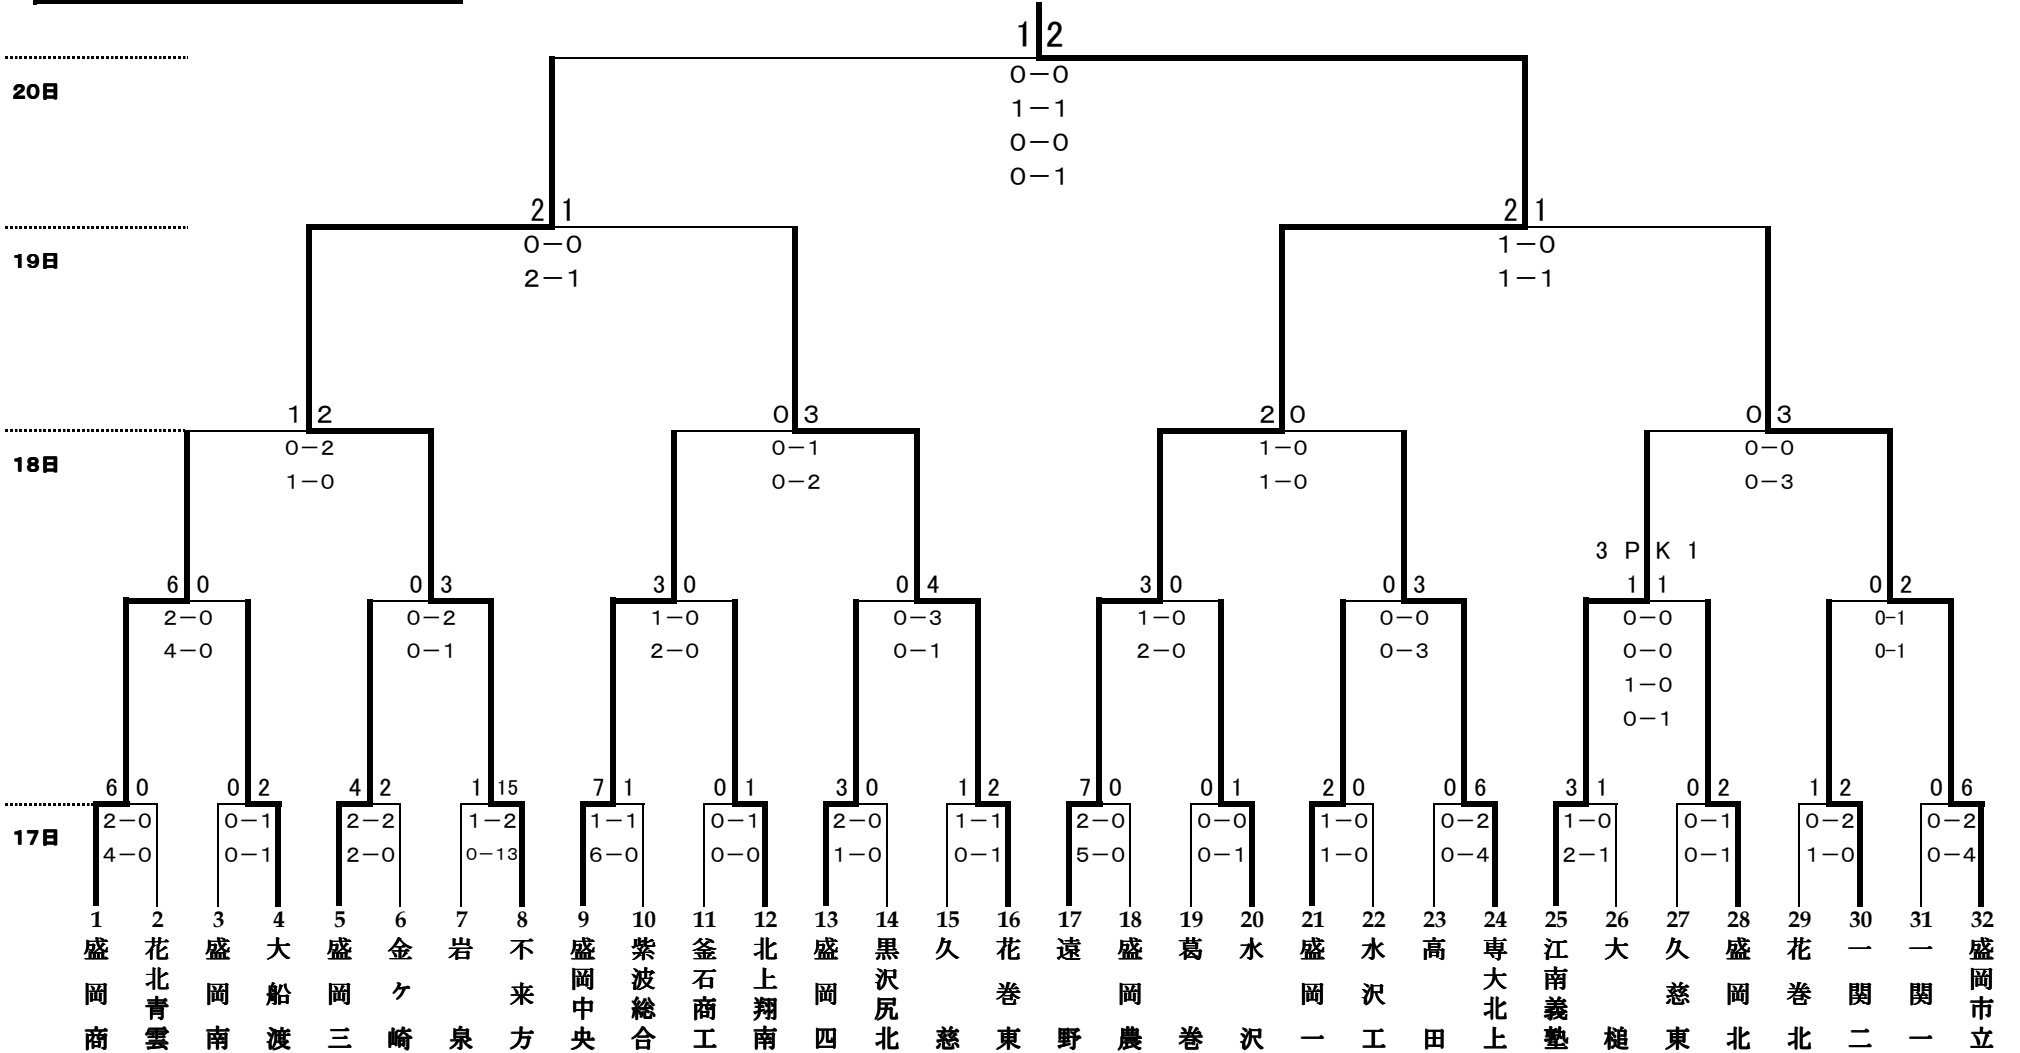 1 2
0-0
20日
1-1
0-0
0-1
2 1 2 1
0-0 1-0
19日
2-1 1-1
1 2 0 3 2 0 0 3
0-2 0-1 1-0 0-0
18日
1-0 0-2 1-0 0-3
3 P K 1
6 0 0 3 3 0 0 4 3 0 0 3 1 1 0 2
2-0 0-2 1-0 0-3 1-0 0-0 0-0 0-1
4-0 0-1 2-0 0-1 2-0 0-3 0-0 0-1
1-0
0-1
6 0 0 2 4 2 1 15 7 1 0 1 3 0 1 2 7 0 0 1 2 0 0 6 3 1 0 2 1 2 0 6
2-0 0-1 2-2 1-2 1-1 0-1 2-0 1-1 2-0 0-0 1-0 0-2 1-0 0-1 0-2 0-2
17日
4-0 0-1 2-0 0-13 6-0 0-0 1-0 0-1 5-0 0-1 1-0 0-4 2-1 0-1 1-0 0-4
1 2 3 4 5 6 7 8 9 10 11 12 13 14 15 16 17 18 19 20 21 22 23 24 25 26 27 28 29 30 31 32
盛岡商
花北青雲
盛岡南
大船渡
盛岡三
金ケ崎
岩泉
不来方
盛岡中央
紫波総合
釜石商工
北上翔南
盛岡四
黒沢尻北
久慈
花巻東
遠野
盛岡農
葛巻
水沢
盛岡一
水沢工
高田
専大北上
江南義塾
大槌
久慈東
盛岡北
花巻北
一関二
一関一
盛岡市立